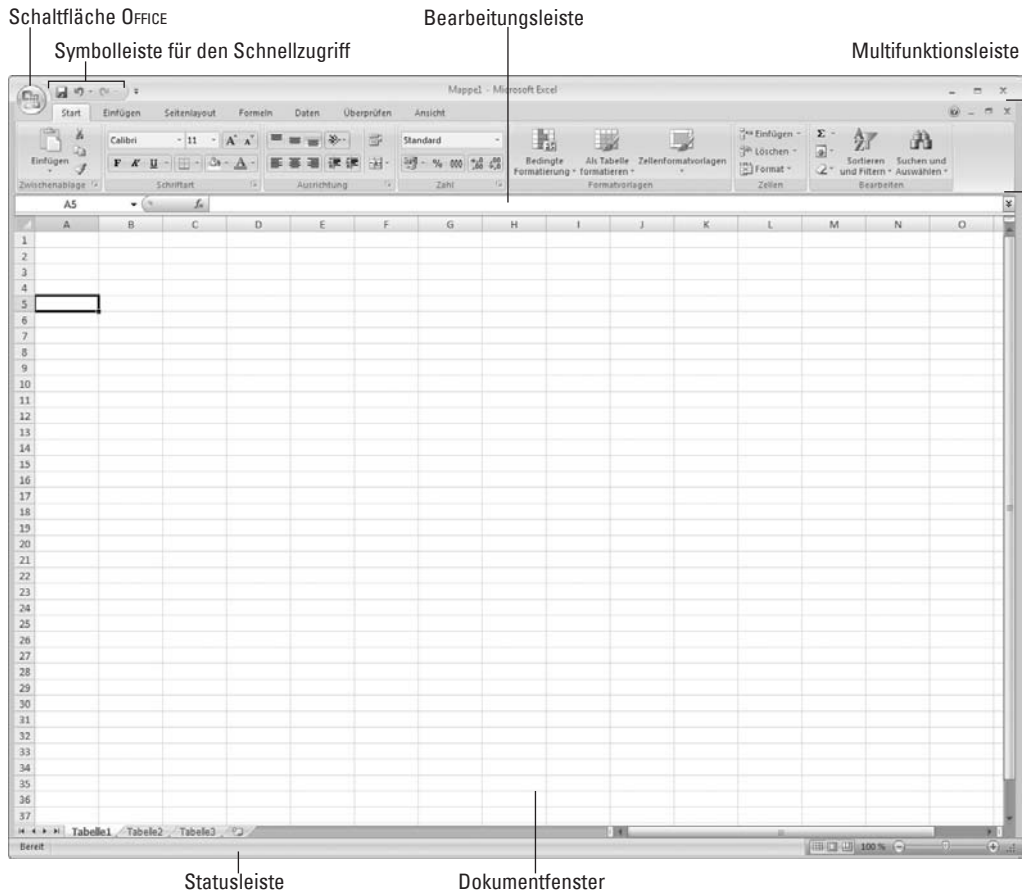 Schaltfläche OFFICE
Bearbeitungsleiste
Symbolleiste für den Schnellzugriff
Multifunktionsleiste
Mappe1 - Microsoft Excel
Start Einfügen Seitenlayout Formeln Daten Überprüfen Ansicht
Einfügen
Zwischenablage
Calibri 11
F K U
Schriftart
Ausrichtung
Standard
% 000
Zahl
Bedingte Formatierung
Als Tabelle formatieren
Zellenformatvorlagen
Formatvorlagen
Einfügen
Löschen
Format
Zellen
Σ
Sortieren und Filtern
Suchen und Auswählen
Bearbeiten
A5 fx
A B C D E F G H I J K L M N O
1
2
3
4
5
6
7
8
9
10
11
12
13
14
15
16
17
18
19
20
21
22
23
24
25
26
27
28
29
30
31
32
33
34
35
36
37
Tabelle1 Tabelle2 Tabelle3
Bereit 100 %
Statusleiste
Dokumentfenster